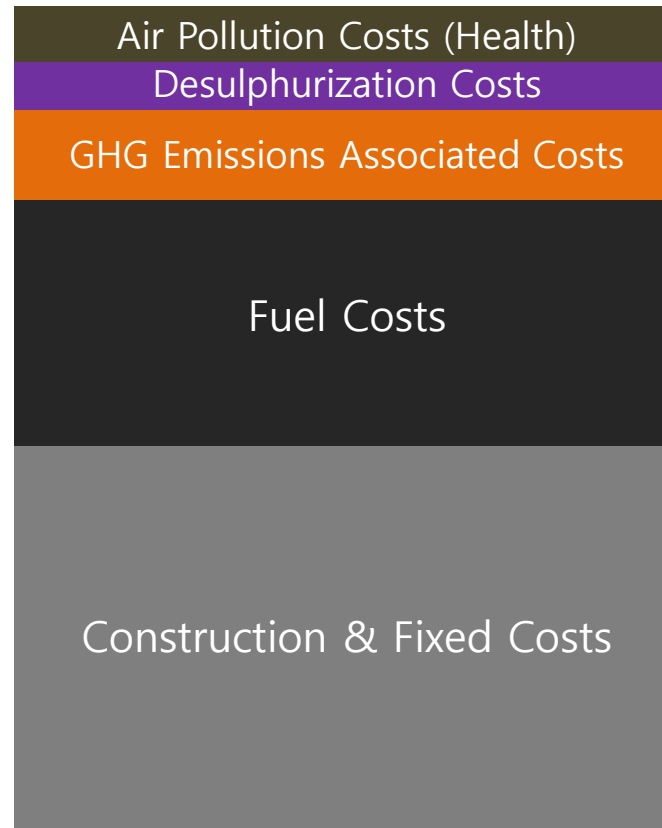 Air Pollution Costs (Health)
Desulphurization Costs
GHG Emissions Associated Costs
Fuel Costs
Construction & Fixed Costs